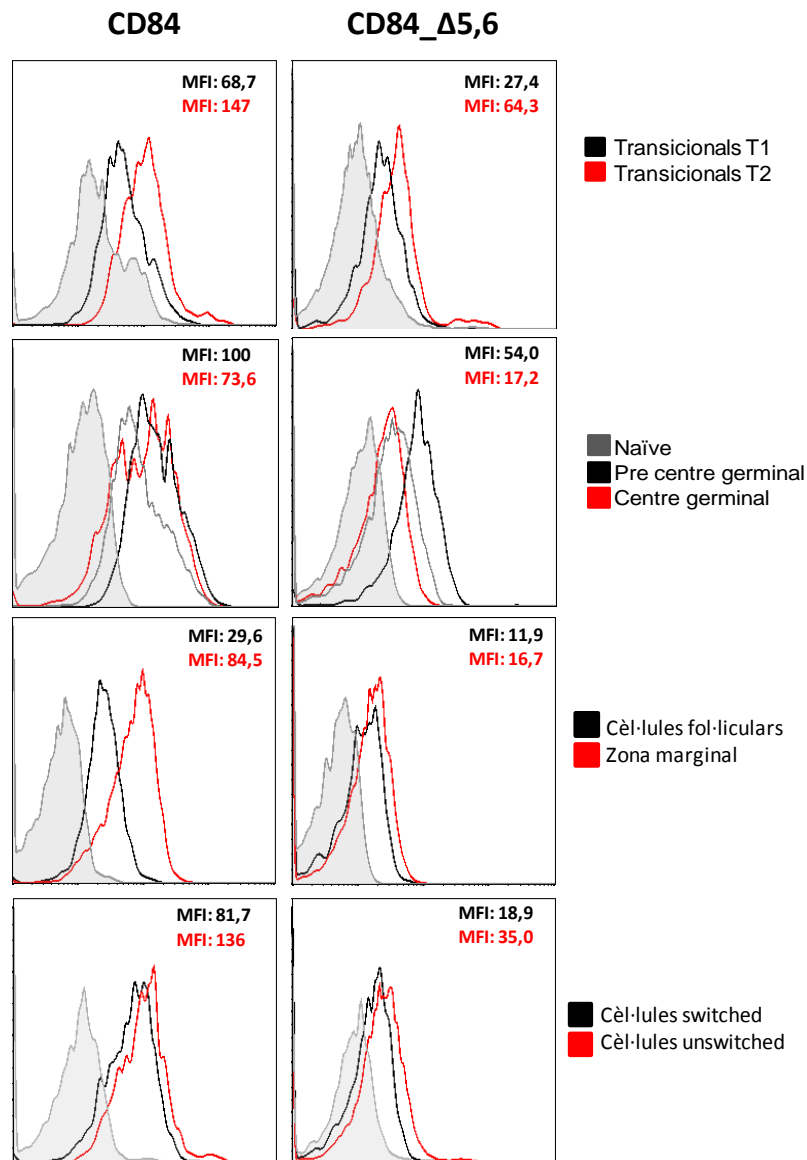 CD84
CD84_Δ5,6
MFI: 68,7
MFI: 147
MFI: 27,4
MFI: 64,3
Transicionals T1
Transicionals T2
MFI: 100
MFI: 73,6
MFI: 54,0
MFI: 17,2
Naïve
Pre centre germinal
Centre germinal
MFI: 29,6
MFI: 84,5
MFI: 11,9
MFI: 16,7
Cèl·lules fol·liculars
Zona marginal
MFI: 81,7
MFI: 136
MFI: 18,9
MFI: 35,0
Cèl·lules switched
Cèl·lules unswitched